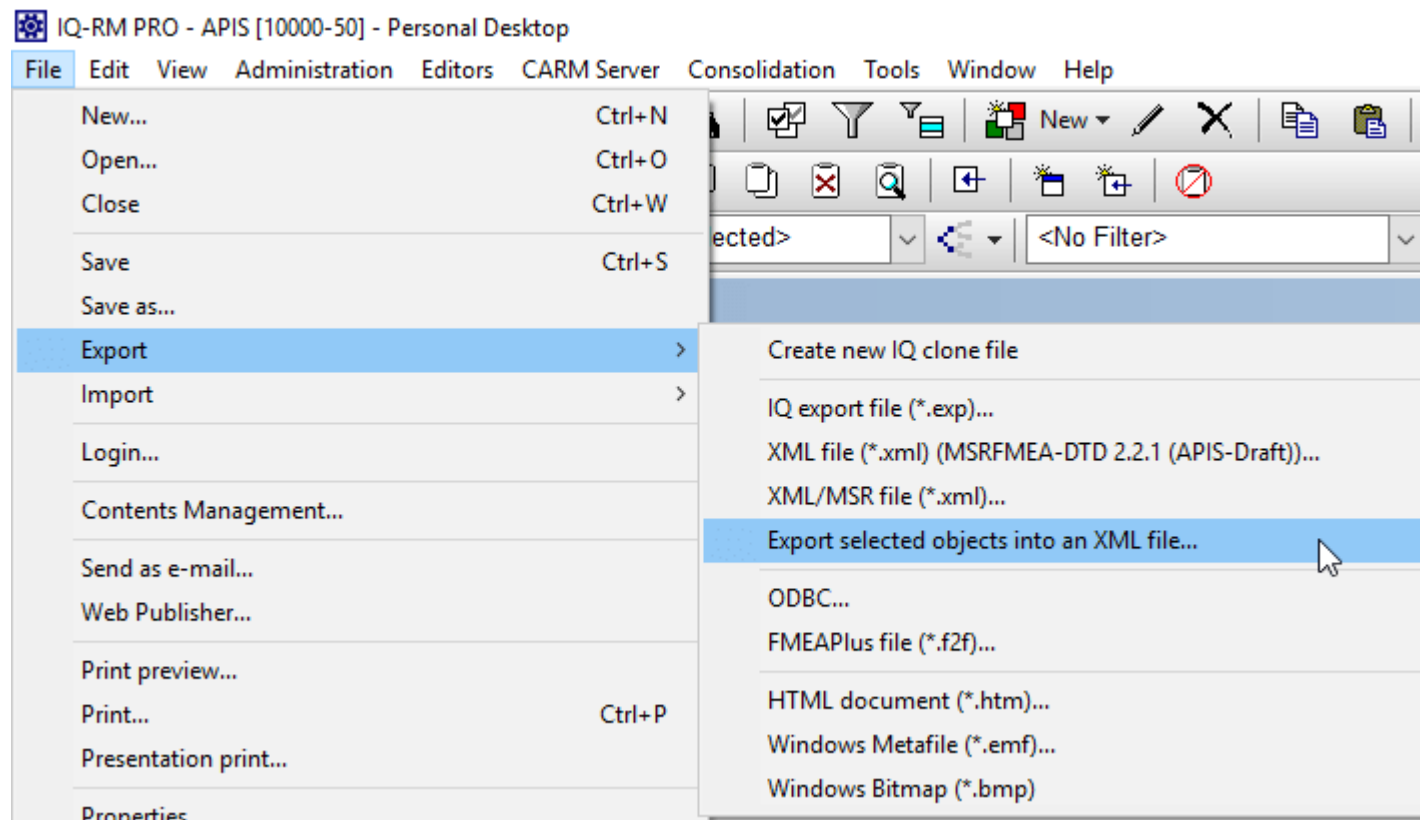 IQ-RM PRO - APIS [10000-50] - Personal Desktop
File Edit View Administration Editors CARM Server Consolidation Tools Window Help
New... Ctrl+N
Open... Ctrl+O
Close Ctrl+W
Save Ctrl+S
Save as...
Export
Import
Login...
Contents Management...
Send as e-mail...
Web Publisher...
Print preview...
Print... Ctrl+P
Presentation print...
Properties
New
ected> <No Filter>
Create new IQ clone file
IQ export file (*.exp)...
XML file (*.xml) (MSRFMEA-DTD 2.2.1 (APIS-Draft))...
XML/MSR file (*.xml)...
Export selected objects into an XML file...
ODBC...
FMEAPlus file (*.f2f)...
HTML document (*.htm)...
Windows Metafile (*.emf)...
Windows Bitmap (*.bmp)